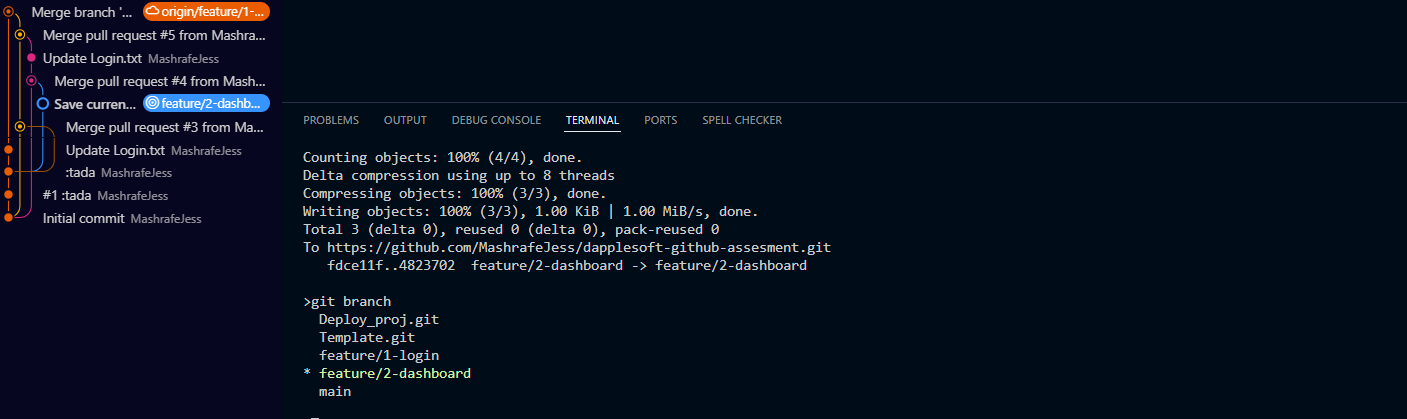 Merge branch '... origin/feature/1-...
Merge pull request #5 from Mashra...
Update Login.txt MashrafeJess
Merge pull request #4 from Mash...
Save curren... feature/2-dashb...
Merge pull request #3 from Ma...
Update Login.txt MashrafeJess
:tada MashrafeJess
#1 :tada MashrafeJess
Initial commit MashrafeJess
PROBLEMS OUTPUT DEBUG CONSOLE TERMINAL PORTS SPELL CHECKER
Counting objects: 100% (4/4), done.
Delta compression using up to 8 threads
Compressing objects: 100% (3/3), done.
Writing objects: 100% (3/3), 1.00 KiB | 1.00 MiB/s, done.
Total 3 (delta 0), reused 0 (delta 0), pack-reused 0
To https://github.com/MashrafeJess/dapplesoft-github-assesment.git
fdce11f..4823702 feature/2-dashboard -> feature/2-dashboard
>git branch
Deploy_proj.git
Template.git
feature/1-login
* feature/2-dashboard
main